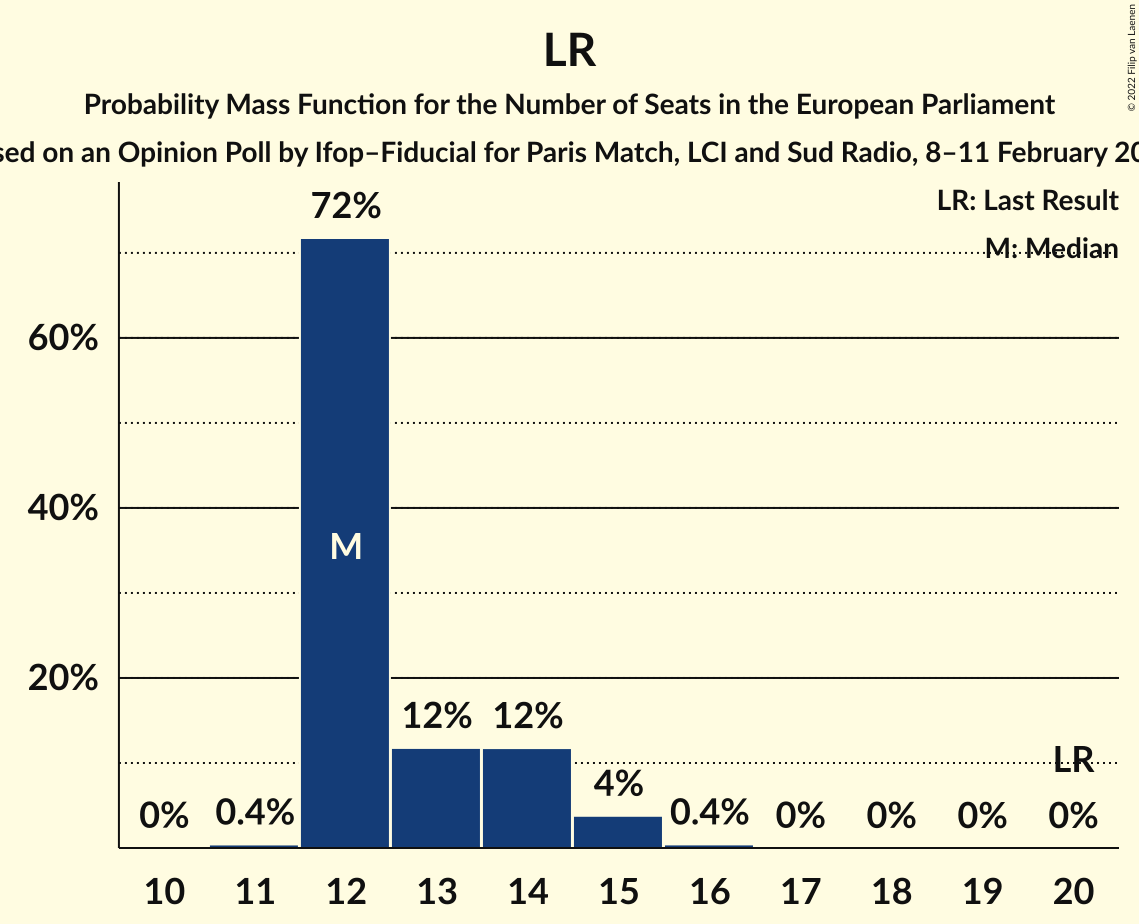 LR
Probability Mass Function for the Number of Seats in the European Parliament
on an Opinion Poll by Ifop–Fiducial for Paris Match, LCI and Sud Radio, 8–11 February
© 2022 Filip van Laenen
LR: Last Result
M: Median
72%
60%
40%
M
20%
12% 12%
LR
4%
0% 0.4% 0.4% 0% 0% 0% 0%
10 11 12 13 14 15 16 17 18 19 20